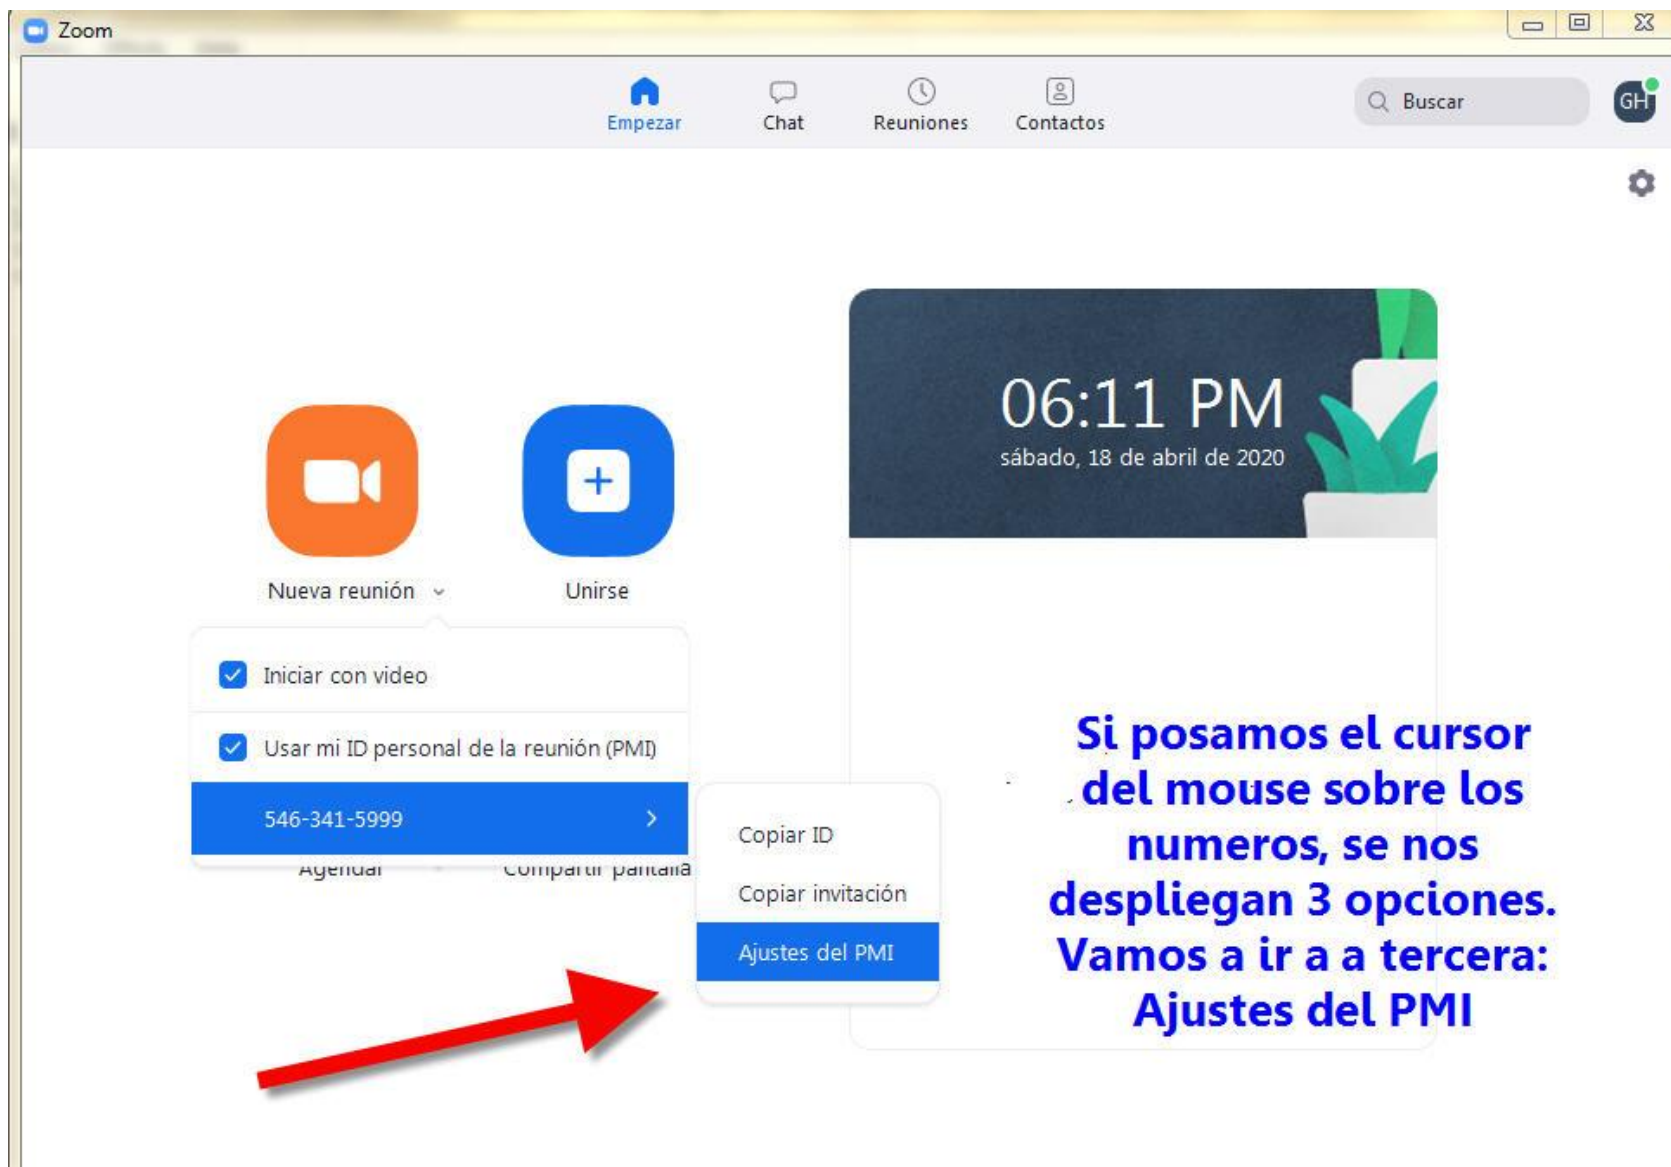 Zoom
Empezar
Chat
Reuniones
Contactos
Buscar
GH
06:11 PM
sábado, 18 de abril de 2020
Nueva reunión
Unirse
Iniciar con video
Usar mi ID personal de la reunión (PMI)
546-341-5999
Agendar
Compartir pantalla
Copiar ID
Copiar invitación
Ajustes del PMI
Si posamos el cursor
del mouse sobre los
numeros, se nos
despliegan 3 opciones.
Vamos a ir a a tercera:
Ajustes del PMI